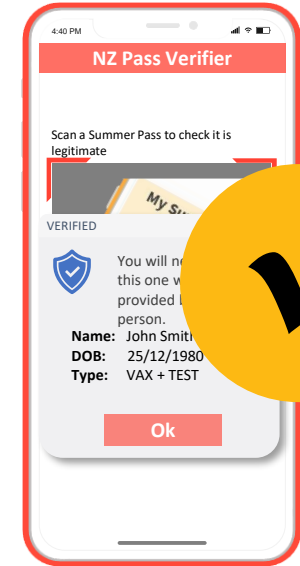 4:40 PM
NZ Pass Verifier
Scan a Summer Pass to check it is
legitimate
My
VERIFIED
You will
this one
provided
person.
Name: John Smith
DOB: 25/12/1980
Type: VAX + TEST
Ok